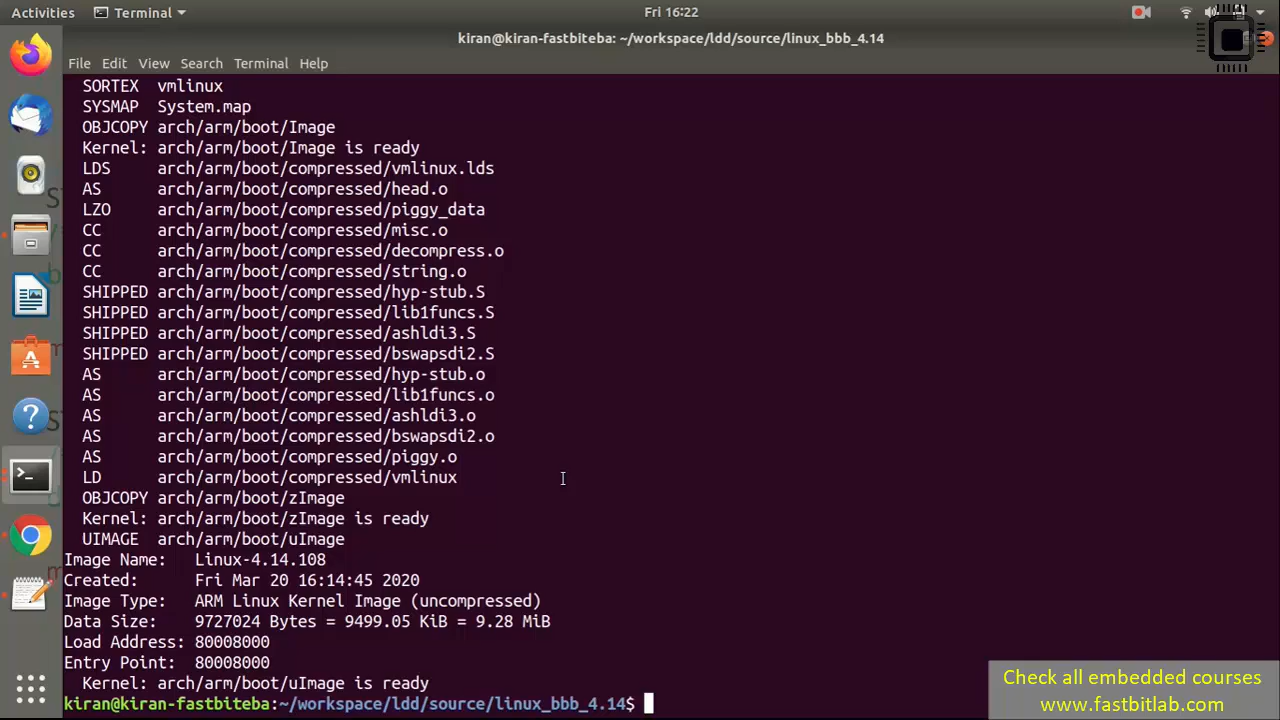 Activities Terminal Fri 16:22
kiran@kiran-fastbiteba: ~/workspace/ldd/source/linux_bbb_4.14
File Edit View Search Terminal Help
SORTEX vmlinux
SYSMAP System.map
OBJCOPY arch/arm/boot/Image
Kernel: arch/arm/boot/Image is ready
LDS arch/arm/boot/compressed/vmlinux.lds
AS arch/arm/boot/compressed/head.o
LZO arch/arm/boot/compressed/piggy_data
CC arch/arm/boot/compressed/misc.o
CC arch/arm/boot/compressed/decompress.o
CC arch/arm/boot/compressed/string.o
SHIPPED arch/arm/boot/compressed/hyp-stub.S
SHIPPED arch/arm/boot/compressed/lib1funcs.S
SHIPPED arch/arm/boot/compressed/ashldi3.S
SHIPPED arch/arm/boot/compressed/bswapsdi2.S
AS arch/arm/boot/compressed/hyp-stub.o
AS arch/arm/boot/compressed/lib1funcs.o
AS arch/arm/boot/compressed/ashldi3.o
AS arch/arm/boot/compressed/bswapsdi2.o
AS arch/arm/boot/compressed/piggy.o
LD arch/arm/boot/compressed/vmlinux
OBJCOPY arch/arm/boot/zImage
Kernel: arch/arm/boot/zImage is ready
UIMAGE arch/arm/boot/uImage
Image Name: Linux-4.14.108
Created: Fri Mar 20 16:14:45 2020
Image Type: ARM Linux Kernel Image (uncompressed)
Data Size: 9727024 Bytes = 9499.05 KiB = 9.28 MiB
Load Address: 80008000
Entry Point: 80008000
Kernel: arch/arm/boot/uImage is ready
kiran@kiran-fastbiteba:~/workspace/ldd/source/linux_bbb_4.14$
Check all embedded courses
www.fastbitlab.com